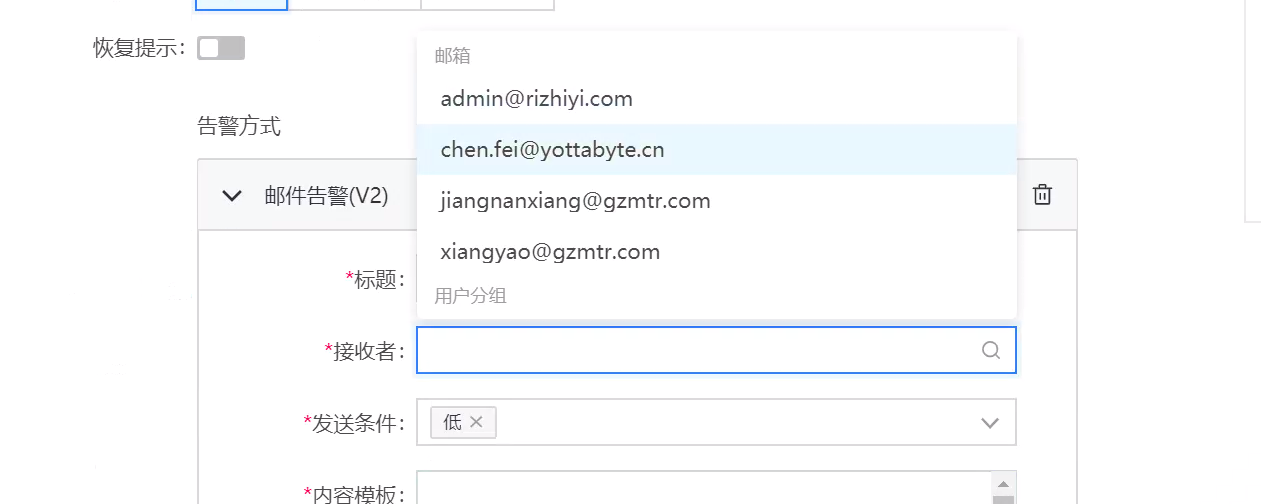 恢复提示:
邮箱
admin@rizhiyi.com
告警方式
chen.fei@yottabyte.cn
邮件告警(V2)
jiangnanxiang@gzmtr.com
xiangyao@gzmtr.com
*标题:
用户分组
*接收者:
*发送条件:
低 ×
*内容模板: